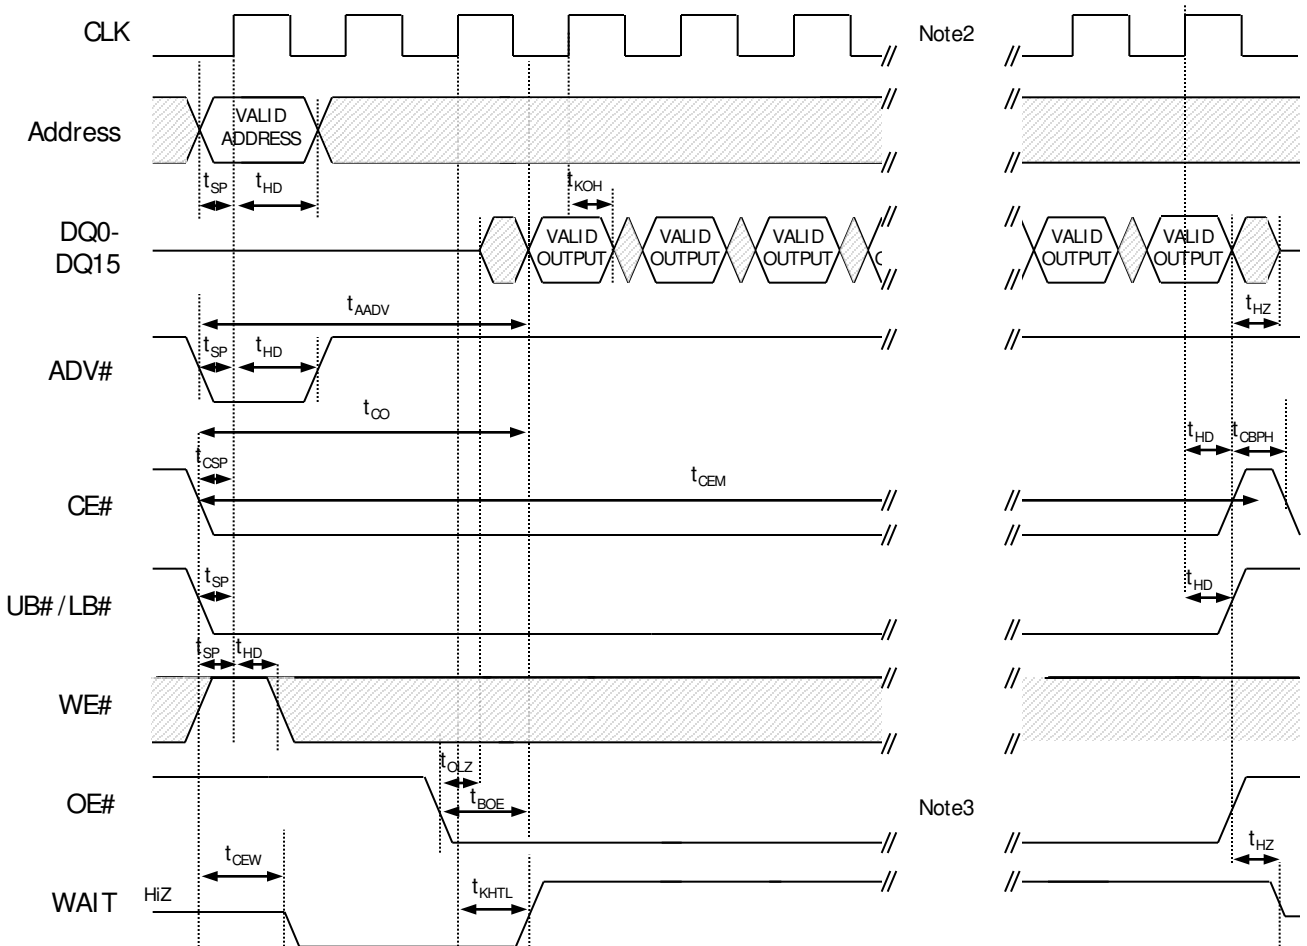 CLK
Note2
Address
VALID
ADDRESS
tSP
tHD
tKOH
DQ0-
DQ15
VALID
OUTPUT
VALID
OUTPUT
VALID
OUTPUT
VALID
OUTPUT
VALID
OUTPUT
tAADV
tHZ
ADV#
tSP
tHD
tCO
tHD
tCBPH
CE#
tCSP
tCEM
UB# / LB#
tSP
tHD
WE#
tSP
tHD
OE#
tOLZ
tBOE
Note3
WAIT
HiZ
tCEW
tKHTL
tHZ